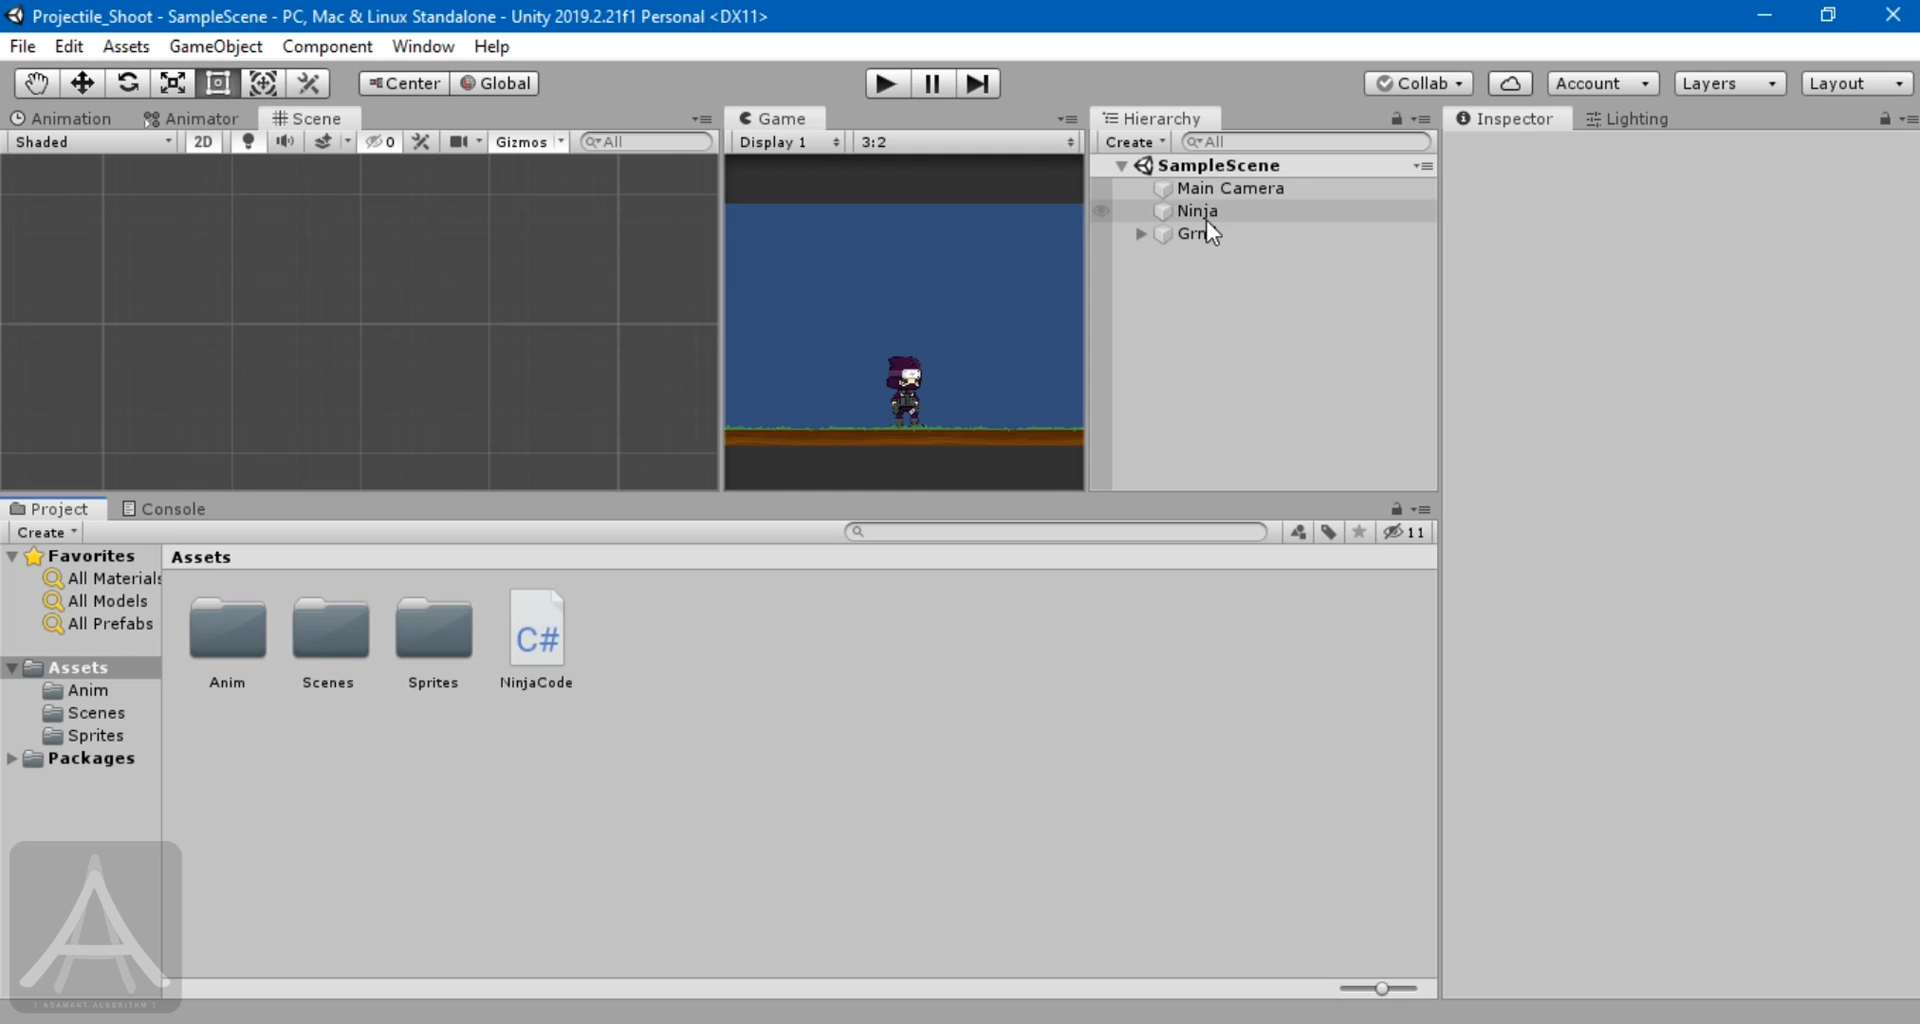 Projectile_Shoot - SampleScene - PC, Mac & Linux Standalone - Unity 2019.2.21f1 Personal <DX11>
File Edit Assets GameObject Component Window Help
Center Global Collab Account Layers Layout
Animation Animator Scene Game Hierarchy Inspector Lighting
Shaded 2D 0 Gizmos All Display 1 3:2 Create All
SampleScene
Main Camera
Ninja
Grn
Project Console
Create 11
Favorites
All Materials
All Models
All Prefabs
Assets
Anim
Scenes
Sprites
Packages
Assets
C#
Anim Scenes Sprites NinjaCode
( ADAMANT ALGORITHM )